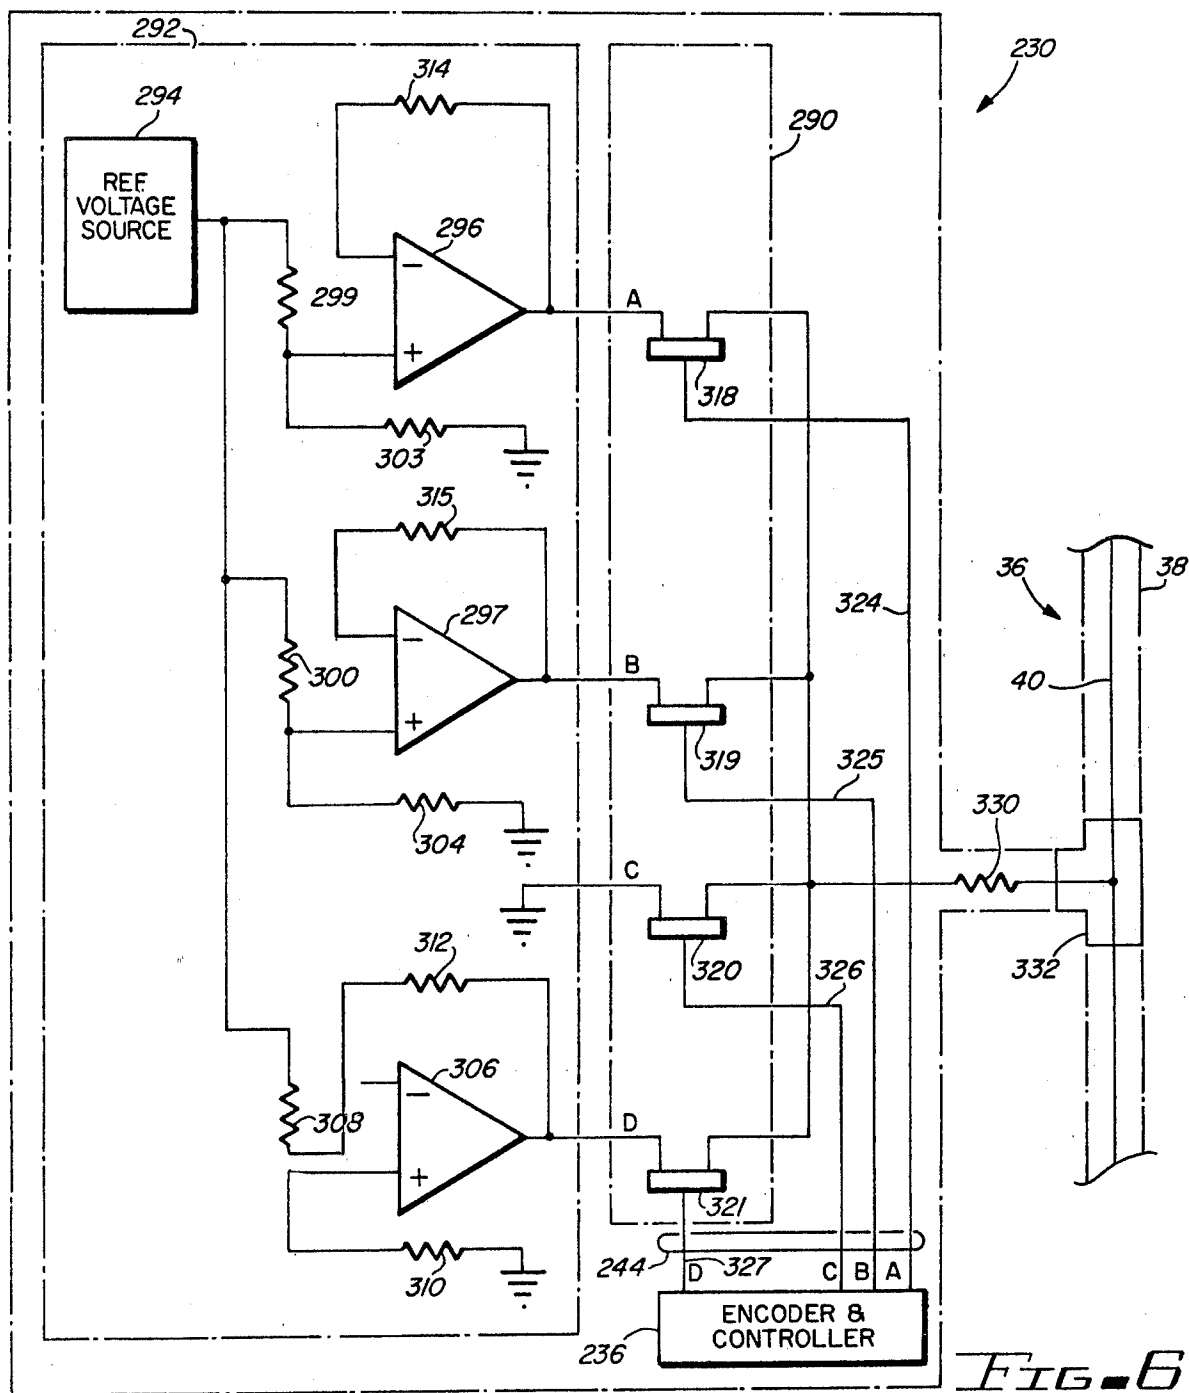 292
314
230
294
290
REF.
VOLTAGE
SOURCE
296
−
299
A
+
318
303
315
36
38
324
297
−
B
300
40
+
319
325
330
304
C
312
320
326
332
306
−
308
D
+
321
244
D
327
C
B
A
310
ENCODER &
CONTROLLER
236
FIG. 6